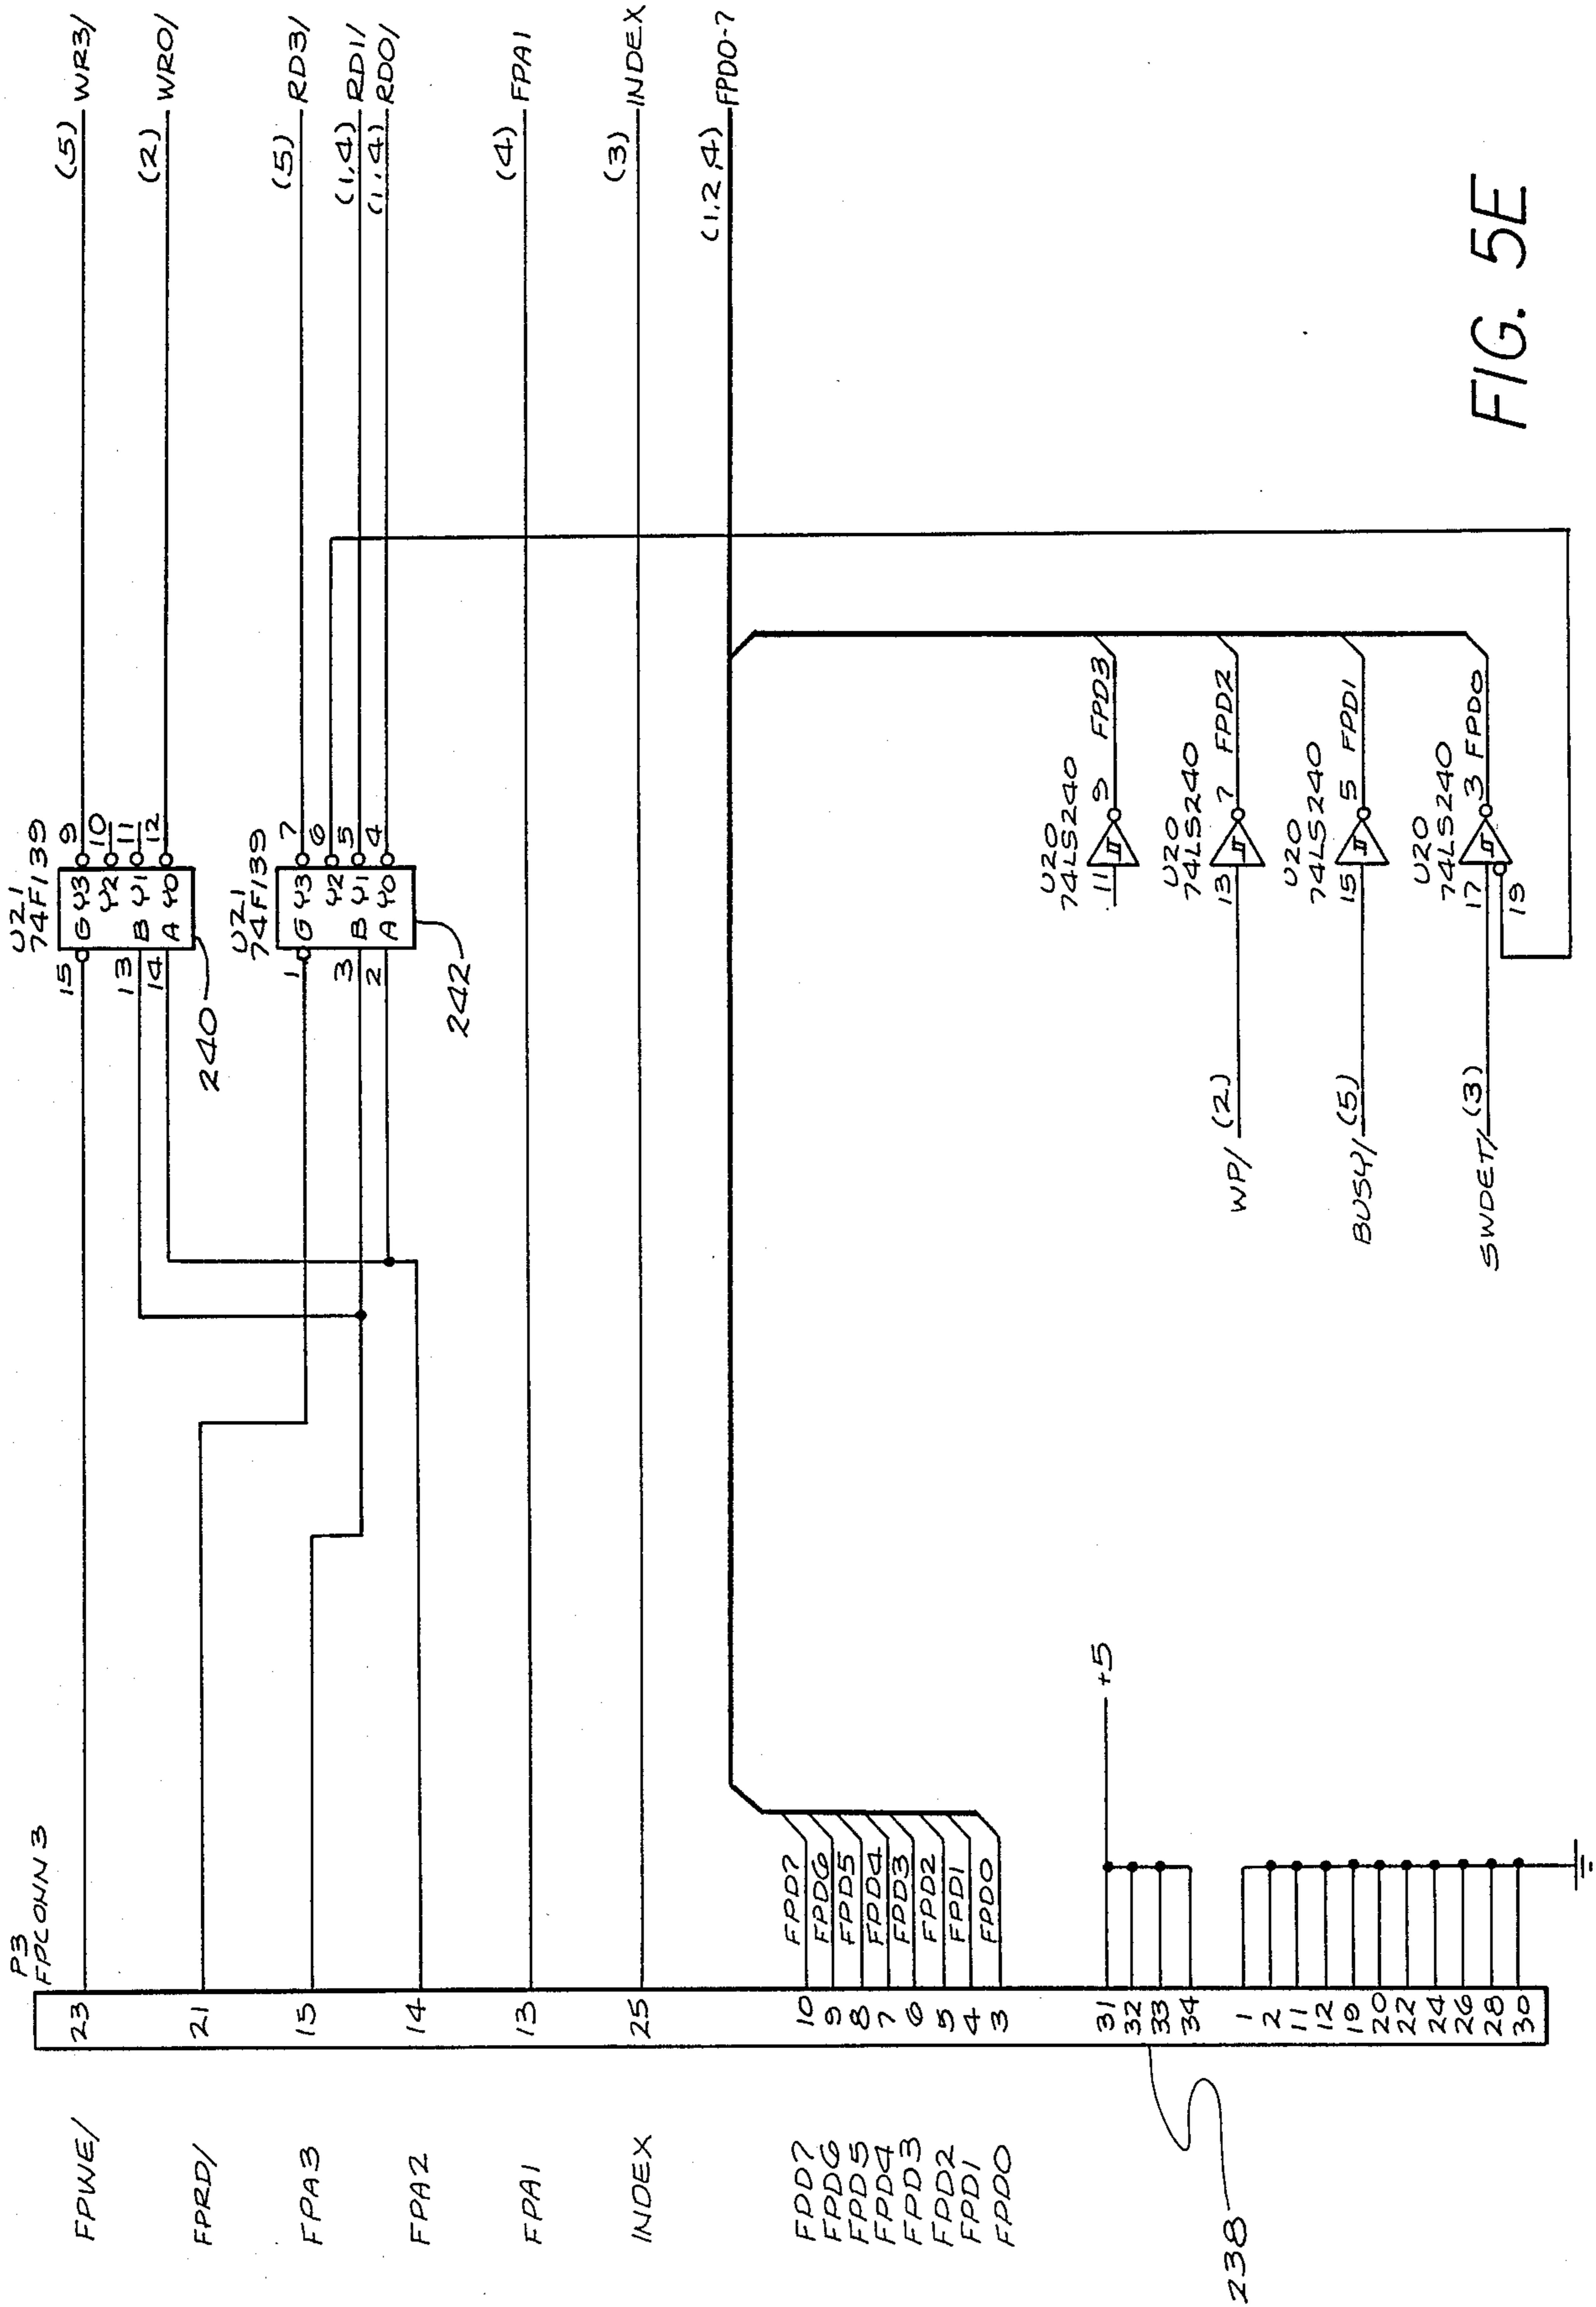 P3
FPCONN3
FPWE/ 23
FPRD/ 21
FPA3 15
FPA2 14
FPA1 13
INDEX 25
FPD7 10 FPD7
FPD6 9 FPD6
FPD5 8 FPD5
FPD4 7 FPD4
FPD3 6 FPD3
FPD2 5 FPD2
FPD1 4 FPD1
FPD0 3 FPD0
31
32
33
34
+5
1
2
11
12
19
20
22
24
26
28
30
238
U21
74F139
15 G Y3 9
Y2 10
13 B Y1 11
14 A Y0 12
240
U21
74F139
1 G Y3 7
Y2 6
3 B Y1 5
2 A Y0 4
242
(5) WR3/
(2) WR0/
(5) RD3/
(1,4) RD1/
(1,4) RD0/
(4) FPA1
(3) INDEX
(1,2,4) FPD0-7
U20
74LS240
11 9 FPD3
U20
74LS240
WP/ (2) 13 7 FPD2
U20
74LS240
BUSY/ (5) 15 5 FPD1
U20
74LS240
SWDET/ (3) 17 3 FPD0
19
FIG. 5E